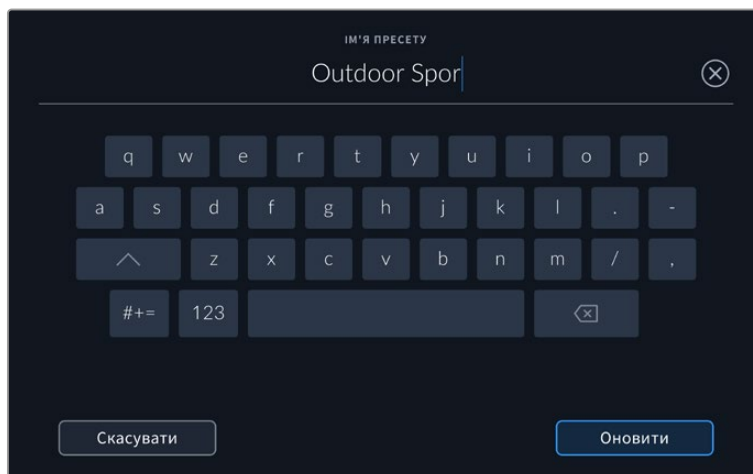 ІМ'Я ПРЕСЕТУ
Outdoor Spor
q w e r t y u i o p
a s d f g h j k l . -
z x c v b n m / ,
#+= 123
Скасувати Оновити